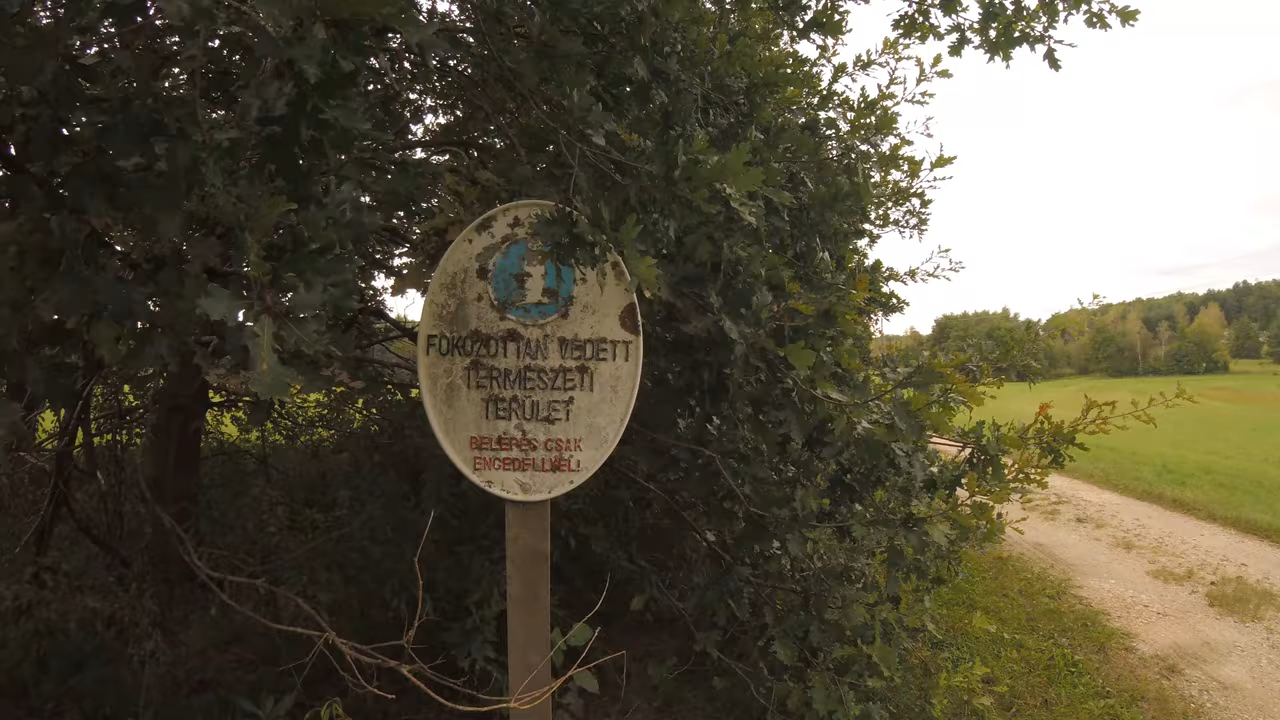 FOKOZOTTAN VÉDETT
TERMÉSZETI
TERÜLET
BELÉPÉS CSAK
ENGEDÉLLYEL!